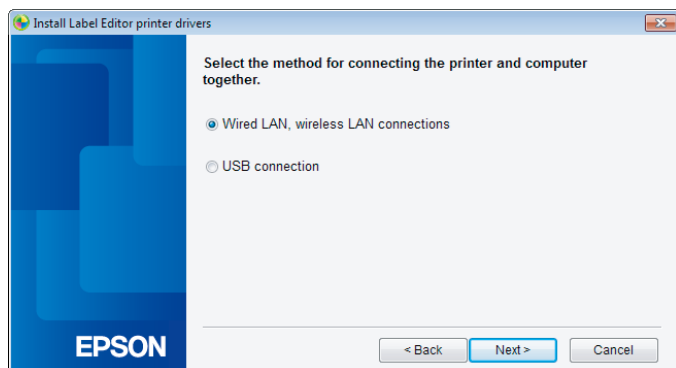 Install Label Editor printer drivers
Select the method for connecting the printer and computer
together.
Wired LAN, wireless LAN connections
USB connection
EPSON
< Back Next > Cancel